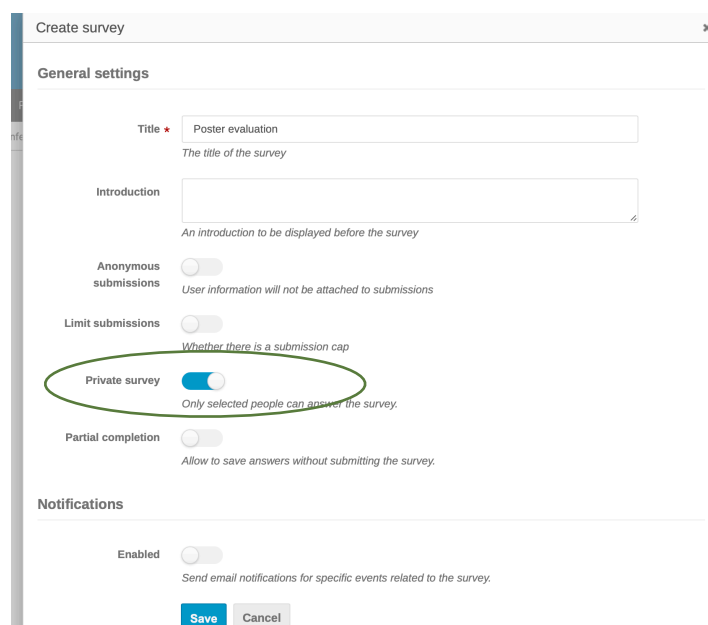 Create survey
General settings
Title *
Poster evaluation
The title of the survey
Introduction
An introduction to be displayed before the survey
Anonymous
submissions
User information will not be attached to submissions
Limit submissions
Whether there is a submission cap
Private survey
Only selected people can answer the survey.
Partial completion
Allow to save answers without submitting the survey.
Notifications
Enabled
Send email notifications for specific events related to the survey.
Save Cancel